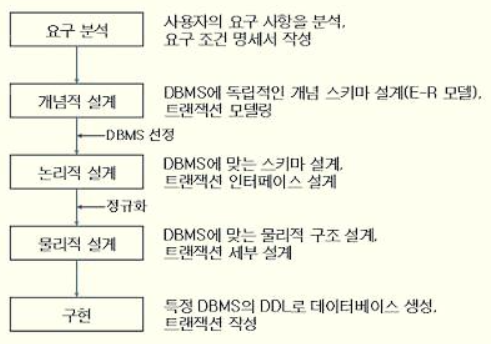 요구 분석
사용자의 요구 사항을 분석,
요구 조건 명세서 작성
개념적 설계
DBMS에 독립적인 개념 스키마 설계(E-R 모델),
트랜잭션 모델링
DBMS 선정
논리적 설계
DBMS에 맞는 스키마 설계,
트랜잭션 인터페이스 설계
정규화
물리적 설계
DBMS에 맞는 물리적 구조 설계,
트랜잭션 세부 설계
구현
특정 DBMS의 DDL로 데이터베이스 생성,
트랜잭션 작성